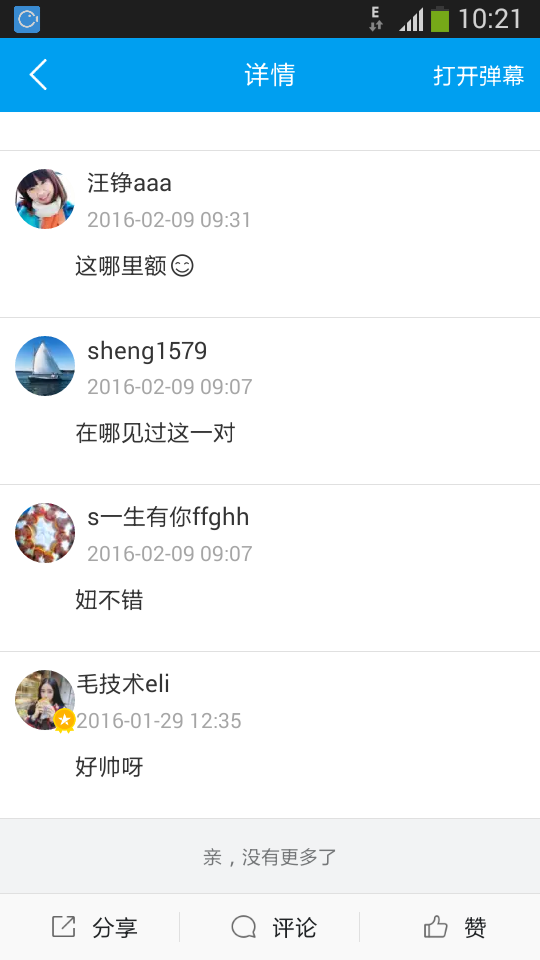 E
10:21
详情
打开弹幕
汪铮aaa
2016-02-09 09:31
这哪里额😊
sheng1579
2016-02-09 09:07
在哪见过这一对
s一生有你ffghh
2016-02-09 09:07
妞不错
毛技术eli
2016-01-29 12:35
好帅呀
亲，没有更多了
分享
评论
赞